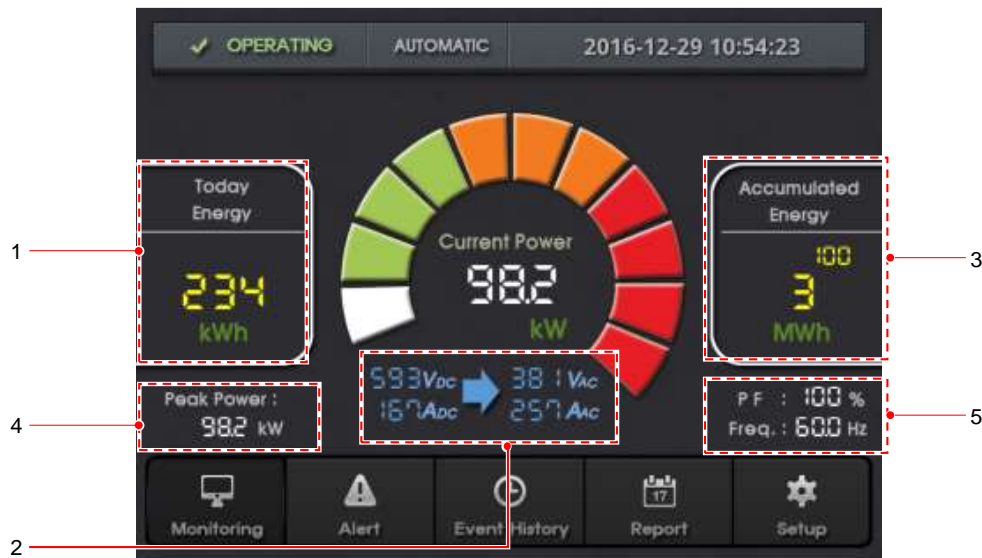 OPERATING AUTOMATIC 2016-12-29 10:54:23
Today
Energy
234
kWh
Current Power
98.2
kW
Accumulated
Energy
100
3
MWh
593VDC 381VAC
167ADC 257AAC
Peak Power :
98.2 kW
PF : 100 %
Freq. : 60.0 Hz
Monitoring Alert Event History Report Setup
17
1
2
3
4
5